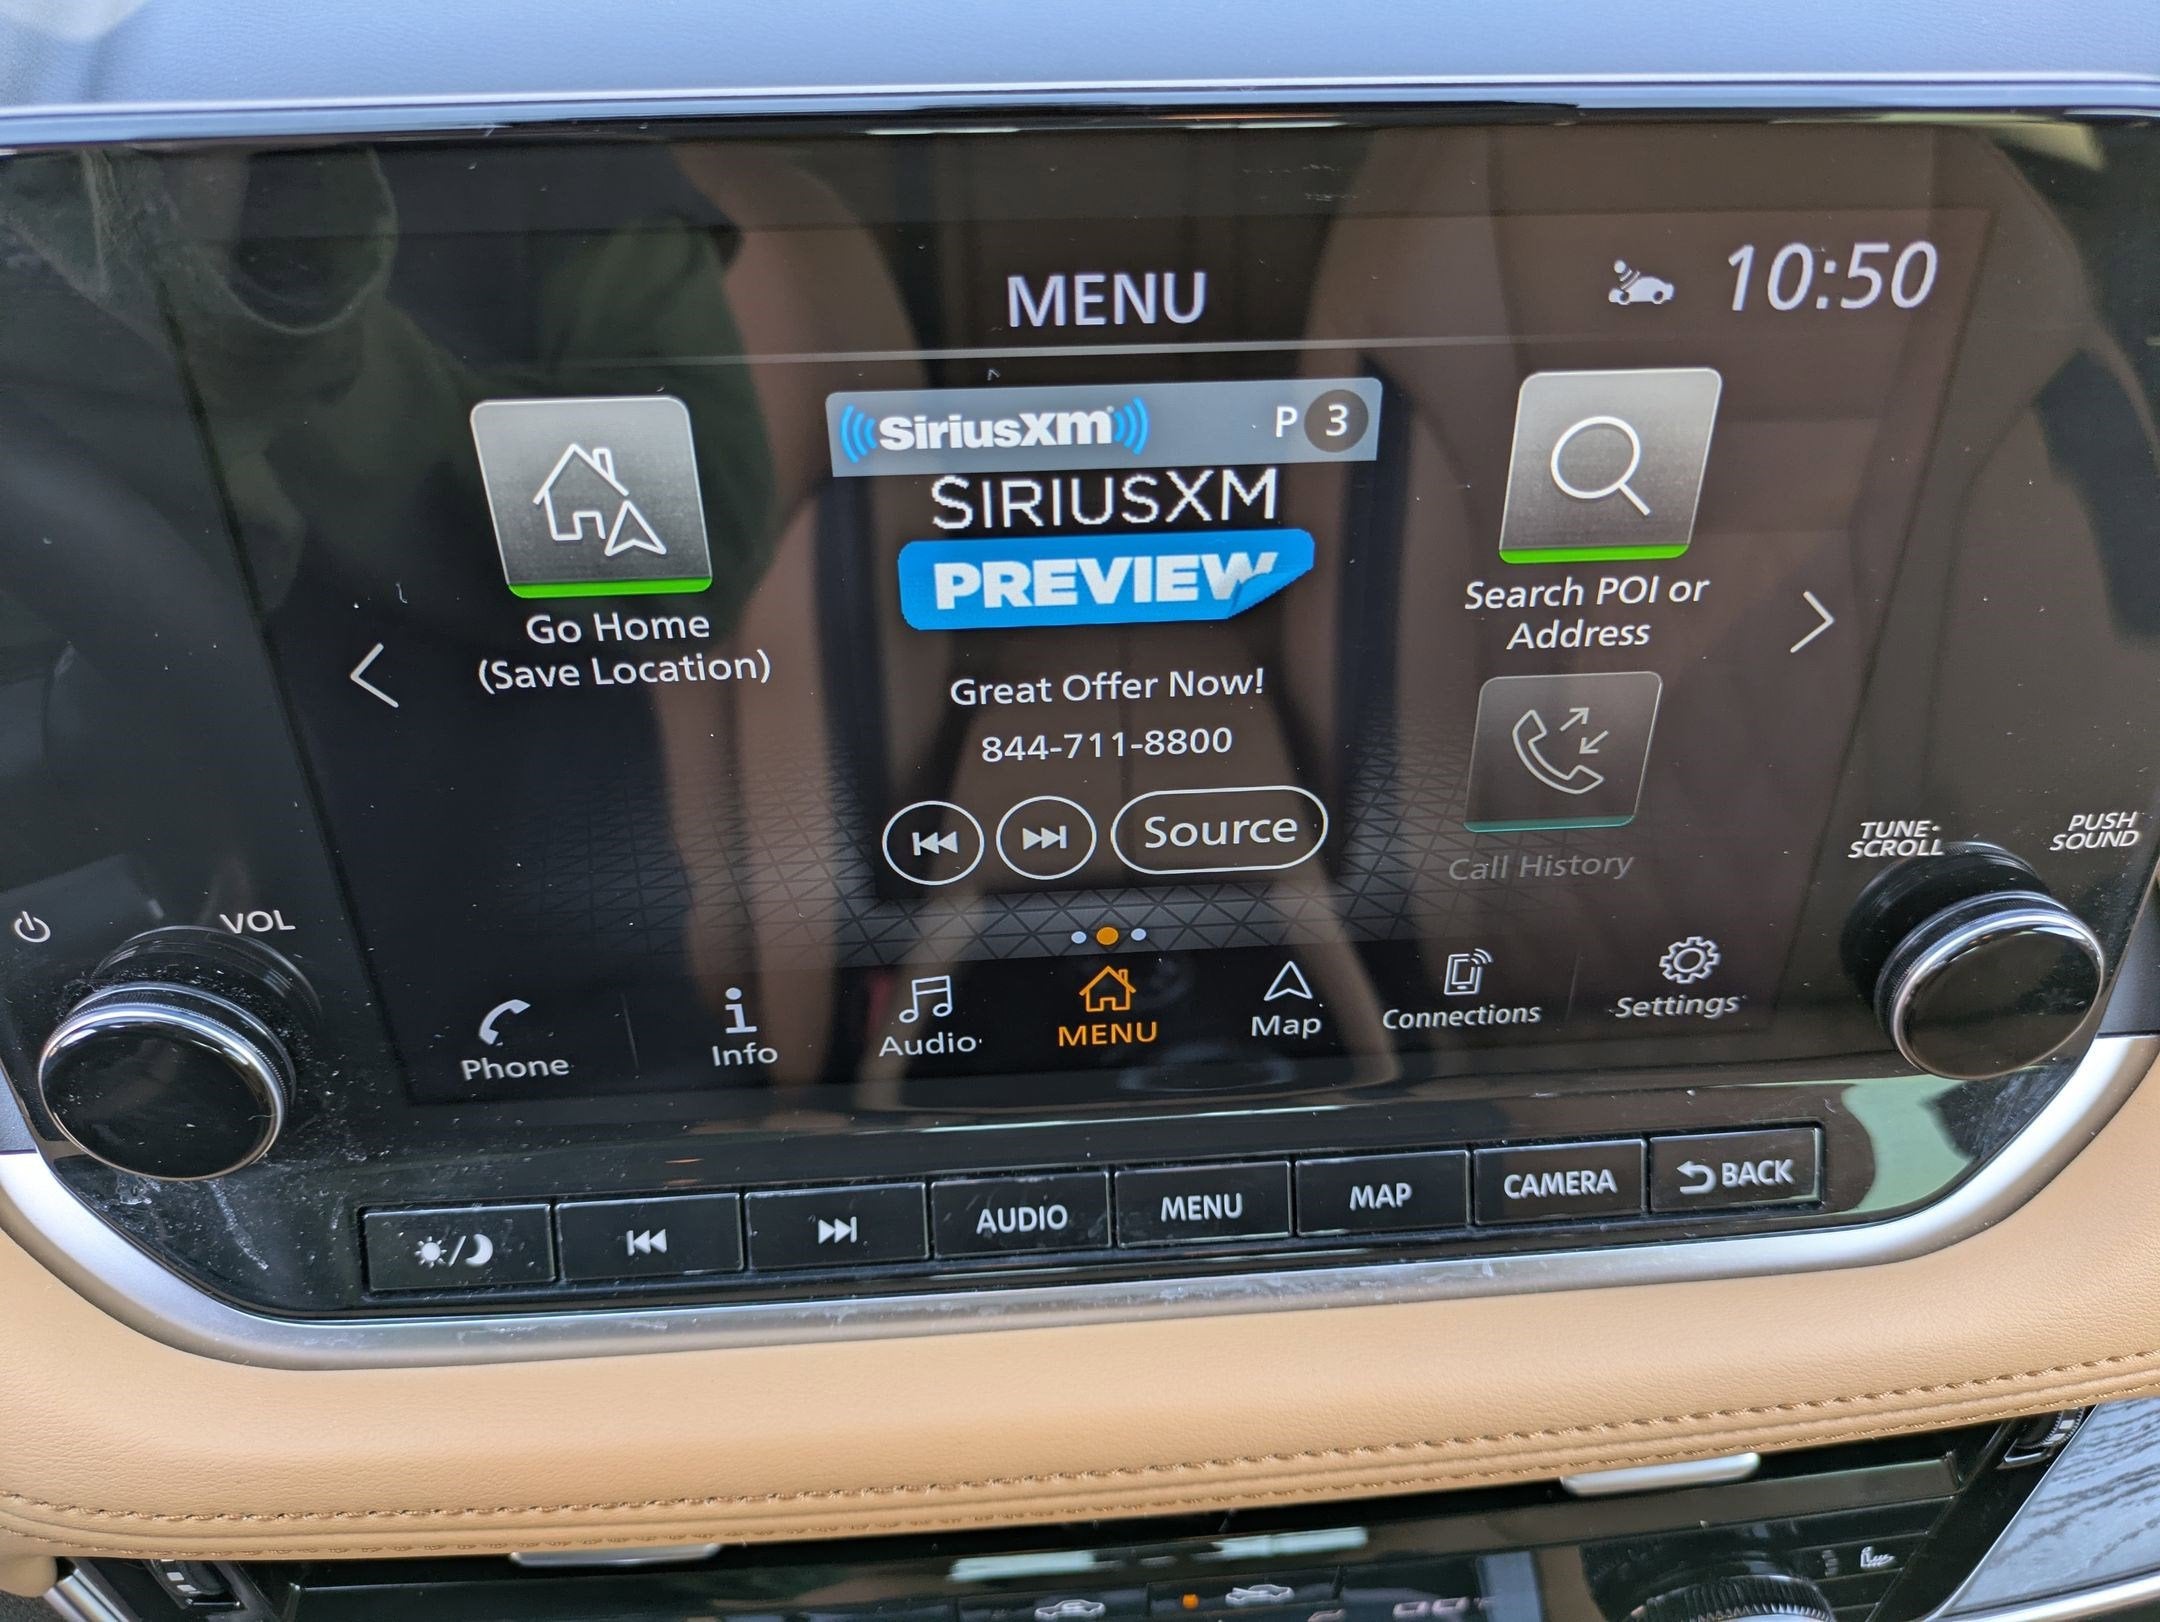 MENU
10:50
SiriusXM
P 3
SIRIUSXM
PREVIEW
Great Offer Now!
844-711-8800
Source
Go Home
(Save Location)
Search POI or
Address
Call History
TUNE·
SCROLL
PUSH
SOUND
VOL
Phone
Info
Audio
MENU
Map
Connections
Settings
AUDIO
MENU
MAP
CAMERA
BACK